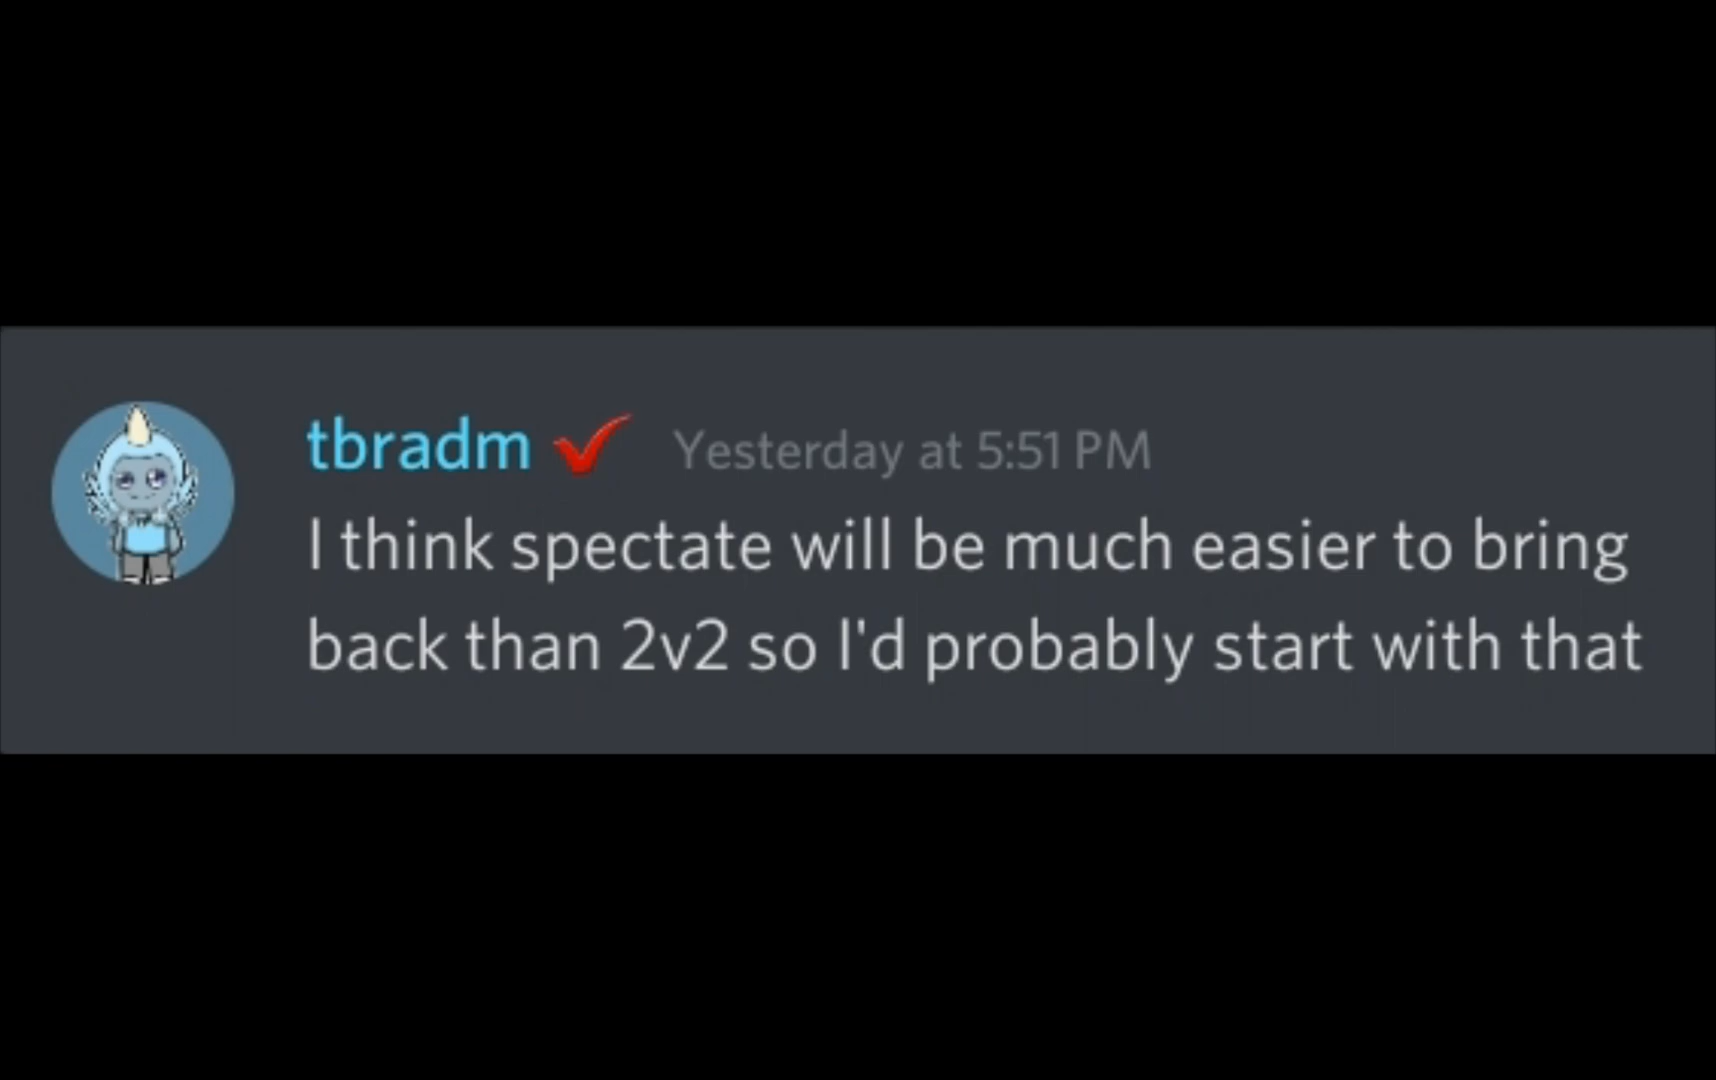 tbradm Yesterday at 5:51 PM
I think spectate will be much easier to bring
back than 2v2 so I'd probably start with that